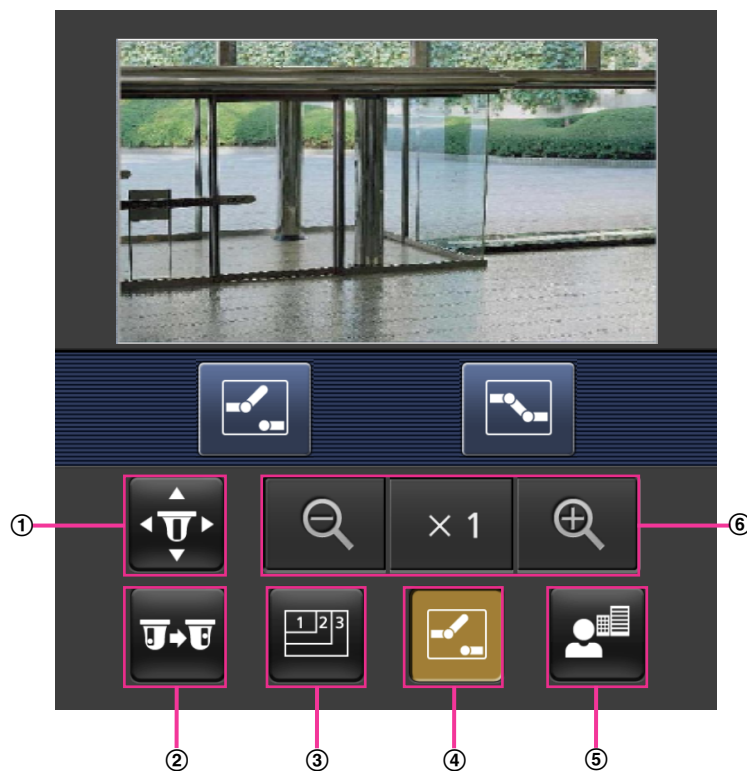 ① × 1 ⑥
1 2 3
② ③ ④ ⑤